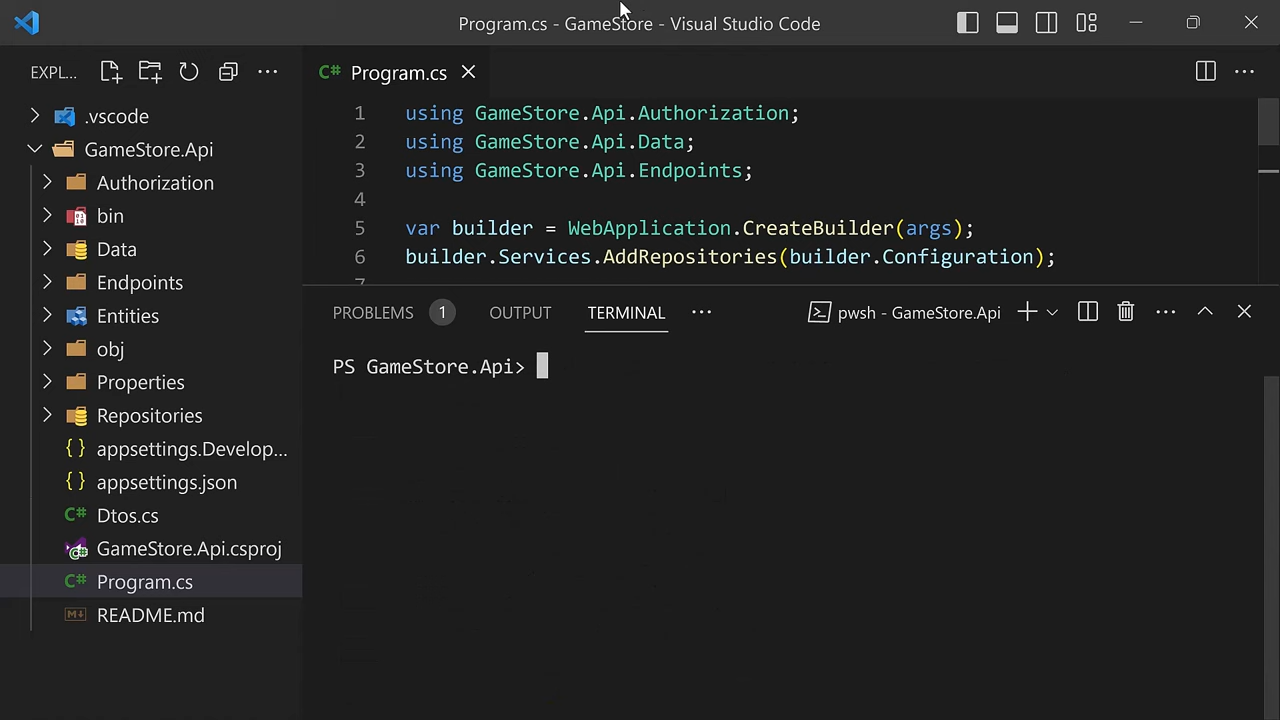 Program.cs - GameStore - Visual Studio Code
EXPL...
.vscode
GameStore.Api
Authorization
bin
Data
Endpoints
Entities
obj
Properties
Repositories
appsettings.Develop...
appsettings.json
C# Dtos.cs
GameStore.Api.csproj
C# Program.cs
README.md
C# Program.cs
1 using GameStore.Api.Authorization;
2 using GameStore.Api.Data;
3 using GameStore.Api.Endpoints;
4
5 var builder = WebApplication.CreateBuilder(args);
6 builder.Services.AddRepositories(builder.Configuration);
7
PROBLEMS 1 OUTPUT TERMINAL ... pwsh - GameStore.Api
PS GameStore.Api>